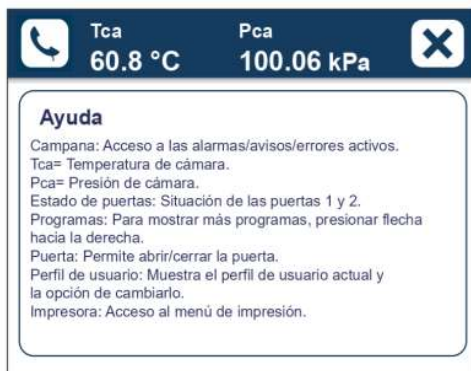 Tca
Pca
60.8 °C
100.06 kPa
Ayuda
Campana: Acceso a las alarmas/avisos/errores activos.
Tca= Temperatura de cámara.
Pca= Presión de cámara.
Estado de puertas: Situación de las puertas 1 y 2.
Programas: Para mostrar más programas, presionar flecha
hacia la derecha.
Puerta: Permite abrir/cerrar la puerta.
Perfil de usuario: Muestra el perfil de usuario actual y
la opción de cambiarlo.
Impresora: Acceso al menú de impresión.